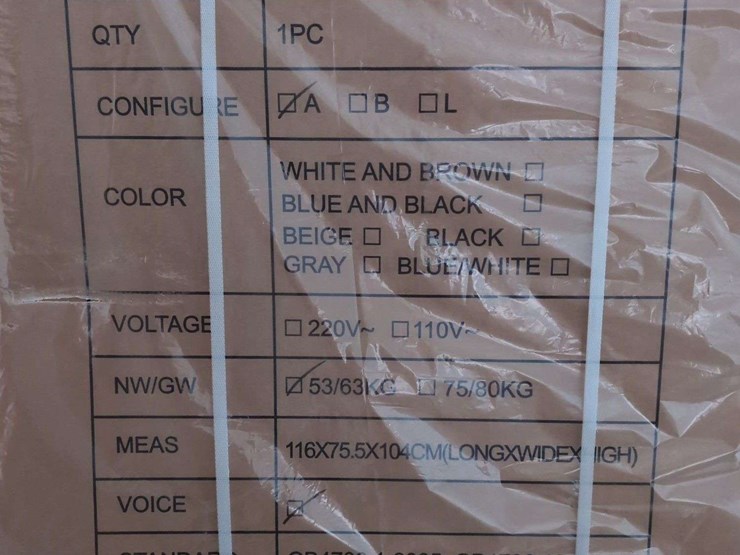 QTY 1PC
CONFIGURE ☑A ☐B ☐L
COLOR
WHITE AND BROWN ☐
BLUE AND BLACK ☐
BEIGE ☐ BLACK ☐
GRAY ☐ BLUE/WHITE ☐
VOLTAGE ☐220V~ ☐110V~
NW/GW ☑53/63KG ☐75/80KG
MEAS 116X75.5X104CM(LONGXWIDEXHIGH)
VOICE ☑